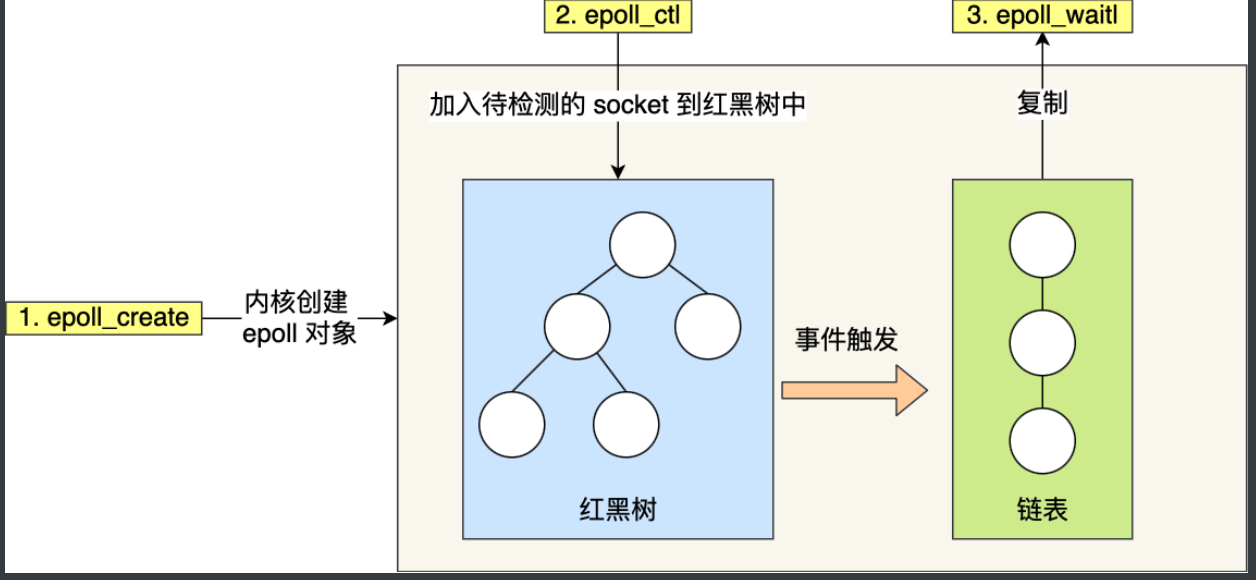 2. epoll_ctl
3. epoll_waitl
加入待检测的 socket 到红黑树中
复制
1. epoll_create
内核创建
epoll 对象
事件触发
红黑树
链表